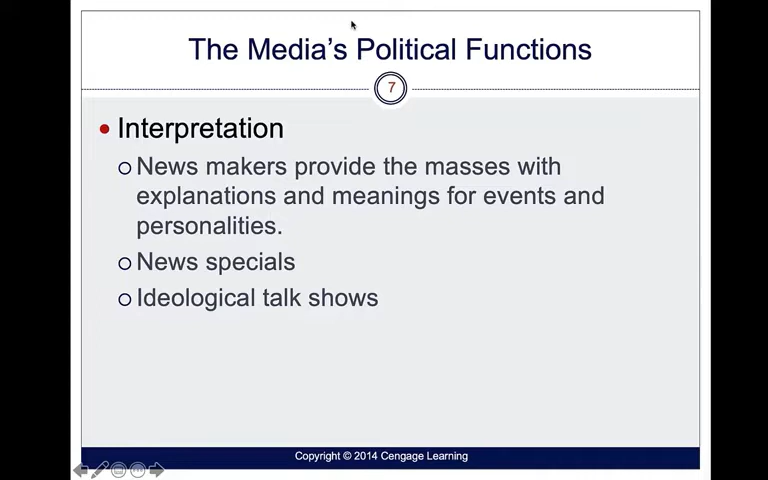 The Media's Political Functions
7
• Interpretation
○ News makers provide the masses with
explanations and meanings for events and
personalities.
○ News specials
○ Ideological talk shows
Copyright © 2014 Cengage Learning